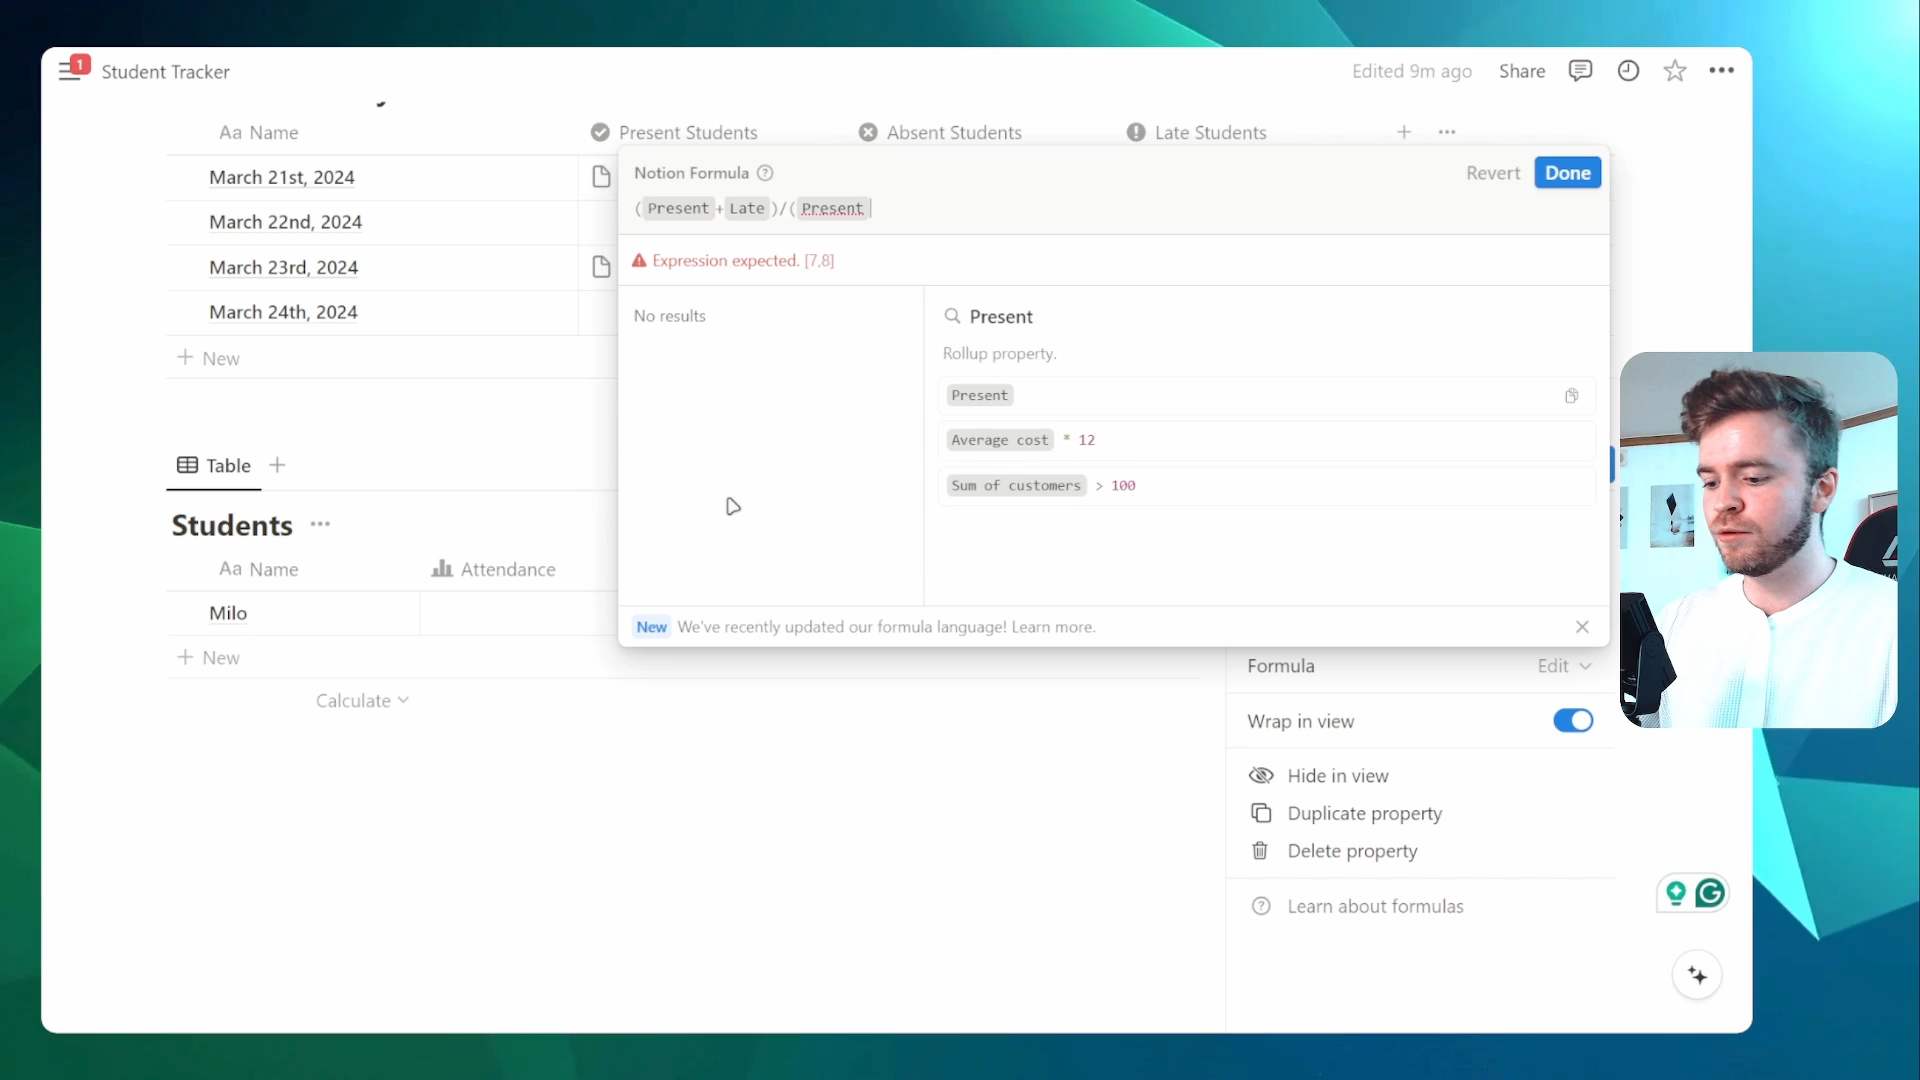 1
Student Tracker
Edited 9m ago
Share
Aa Name
Present Students
Absent Students
Late Students
March 21st, 2024
March 22nd, 2024
March 23rd, 2024
March 24th, 2024
New
Notion Formula
Revert
Done
(Present+Late)/(Present
Expression expected. [7,8]
No results
Present
Rollup property.
Present
Average cost * 12
Sum of customers > 100
New We've recently updated our formula language! Learn more.
Table
Students
Aa Name
Attendance
Milo
New
Calculate
Formula
Edit
Wrap in view
Hide in view
Duplicate property
Delete property
Learn about formulas